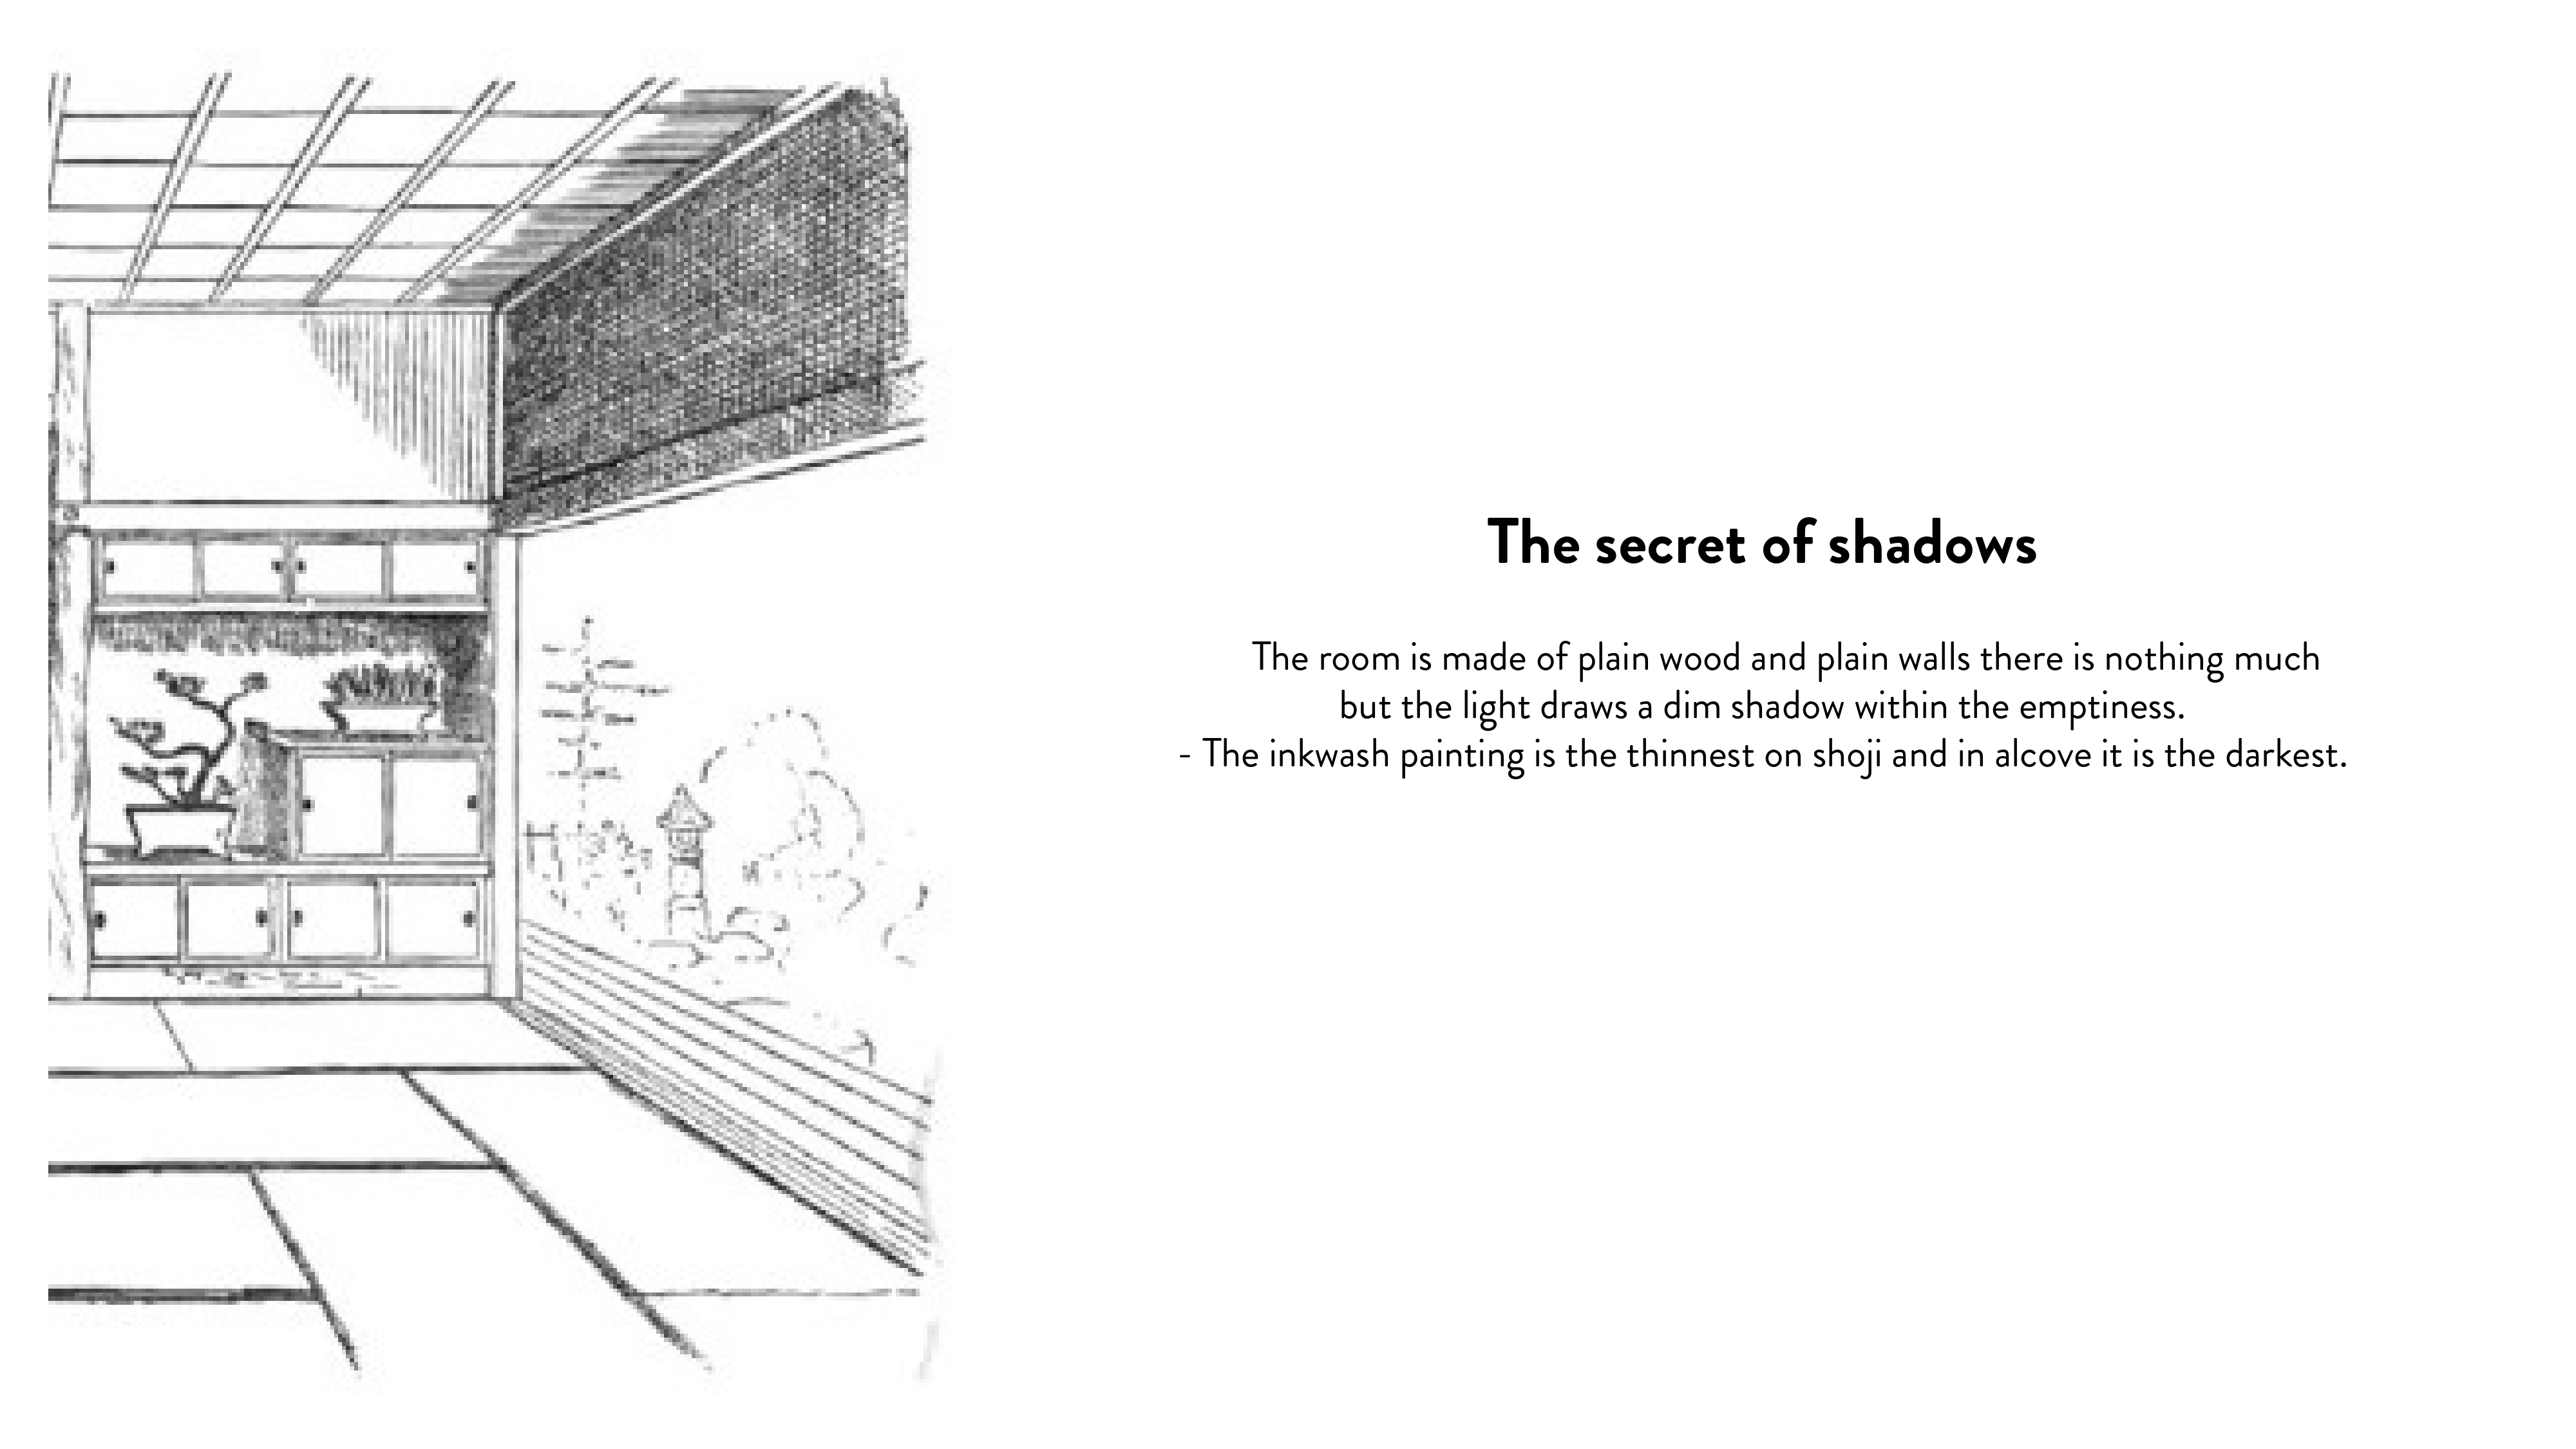 The secret of shadows
The room is made of plain wood and plain walls there is nothing much
but the light draws a dim shadow within the emptiness.
- The inkwash painting is the thinnest on shoji and in alcove it is the darkest.